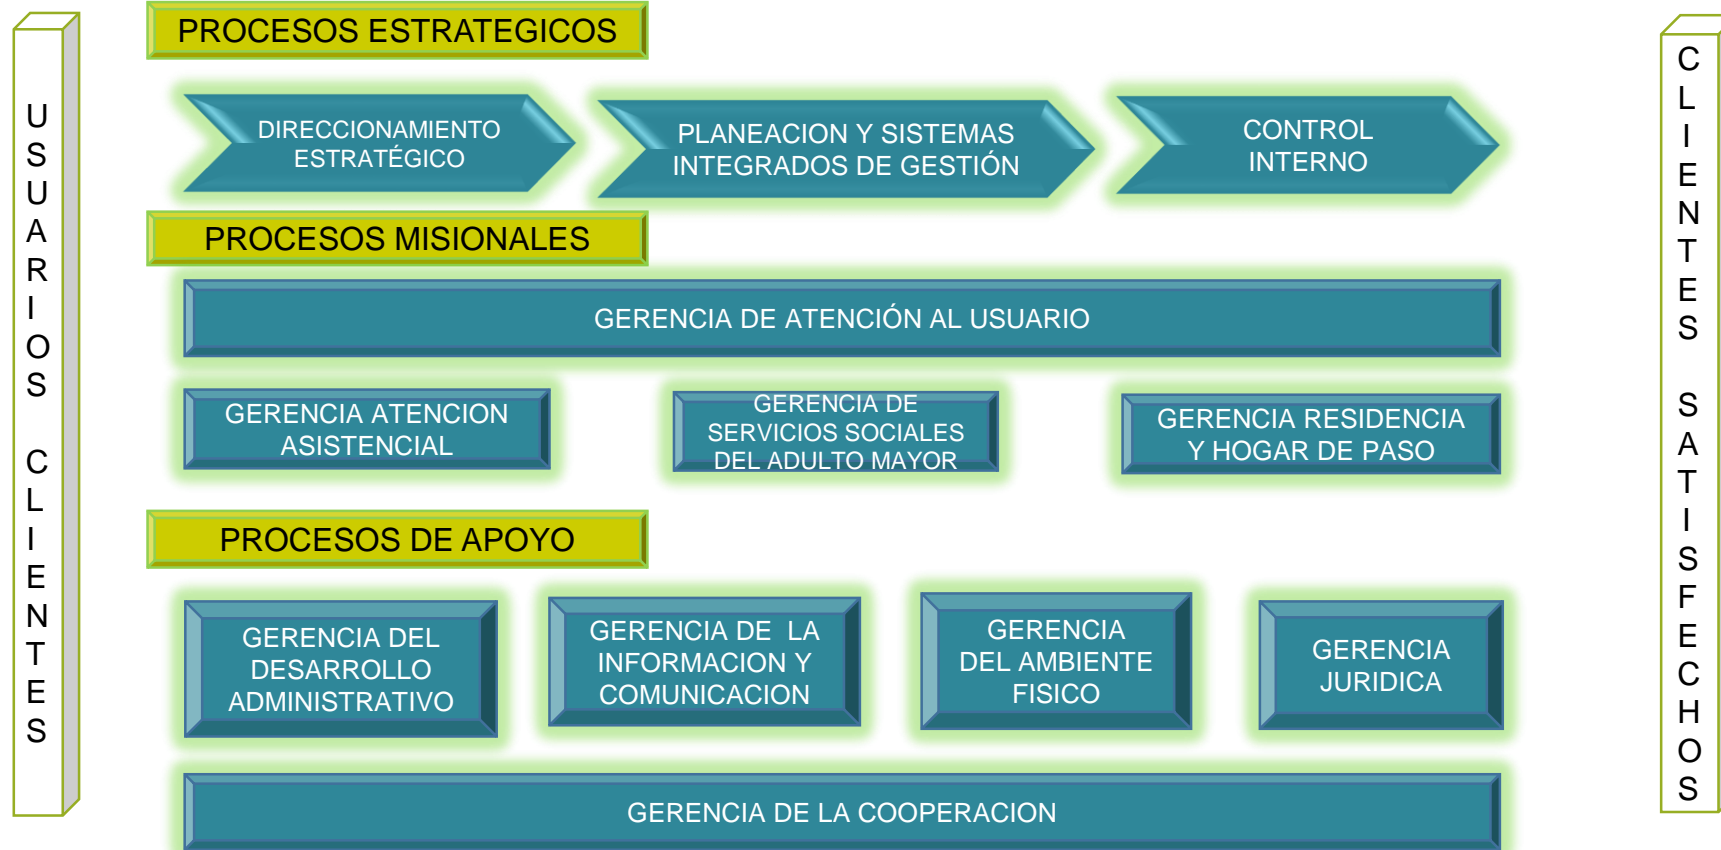 USUARIOS CLIENTES
PROCESOS ESTRATEGICOS
DIRECCIONAMIENTO
ESTRATÉGICO
PLANEACION Y SISTEMAS
INTEGRADOS DE GESTIÓN
CONTROL
INTERNO
PROCESOS MISIONALES
GERENCIA DE ATENCIÓN AL USUARIO
GERENCIA ATENCION
ASISTENCIAL
GERENCIA DE
SERVICIOS SOCIALES
DEL ADULTO MAYOR
GERENCIA RESIDENCIA
Y HOGAR DE PASO
PROCESOS DE APOYO
GERENCIA DEL
DESARROLLO
ADMINISTRATIVO
GERENCIA DE LA
INFORMACION Y
COMUNICACION
GERENCIA
DEL AMBIENTE
FISICO
GERENCIA
JURIDICA
GERENCIA DE LA COOPERACION
CLIENTES SATISFECHOS